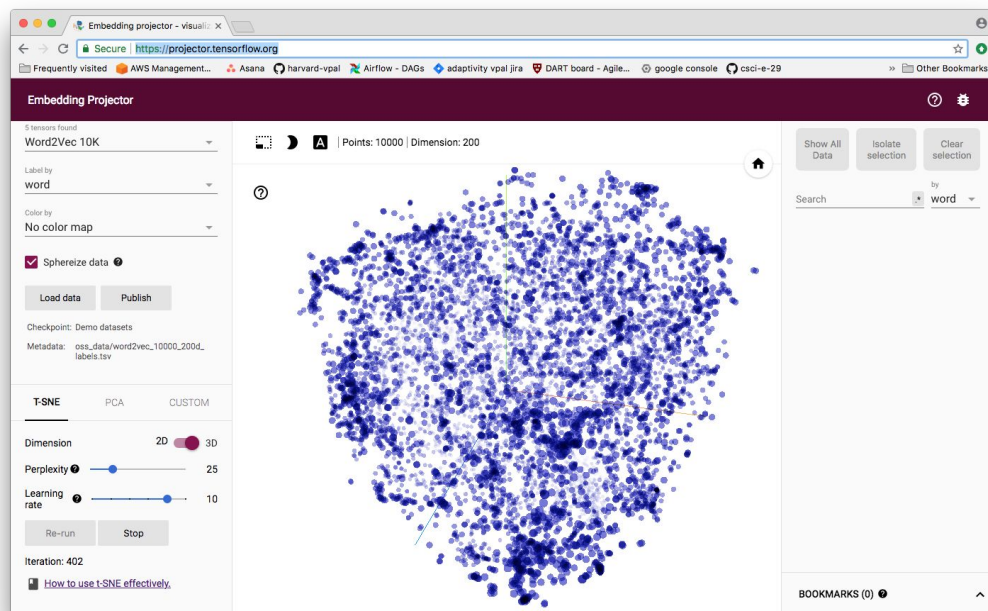 Embedding projector - visualiz
Secure | https://projector.tensorflow.org
Frequently visited AWS Management... Asana harvard-vpal Airflow - DAGs adaptivity vpal jira DART board - Agile... google console csci-e-29 » Other Bookmarks
Embedding Projector
5 tensors found
Word2Vec 10K
Label by
word
Color by
No color map
Sphereize data
Load data Publish
Checkpoint: Demo datasets
Metadata: oss_data/word2vec_10000_200d_
labels.tsv
T-SNE PCA CUSTOM
Dimension 2D 3D
Perplexity 25
Learning
rate 10
Re-run Stop
Iteration: 402
How to use t-SNE effectively.
A | Points: 10000 | Dimension: 200
Show All
Data
Isolate
selection
Clear
selection
Search .* by
word
BOOKMARKS (0)